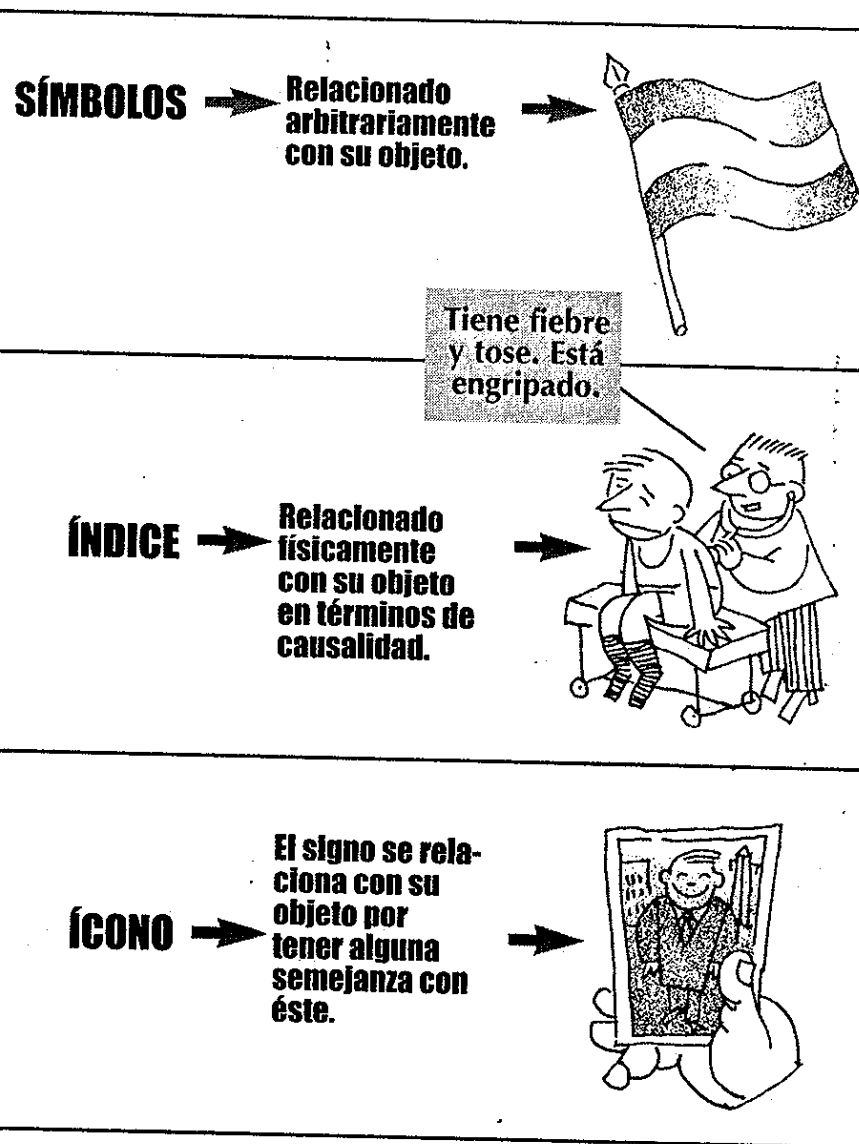 SÍMBOLOS
Relacionado
arbitrariamente
con su objeto.
Tiene fiebre
y tose. Está
engripado.
ÍNDICE
Relacionado
físicamente
con su objeto
en términos de
causalidad.
ÍCONO
El signo se rela-
ciona con su
objeto por
tener alguna
semejanza con
éste.